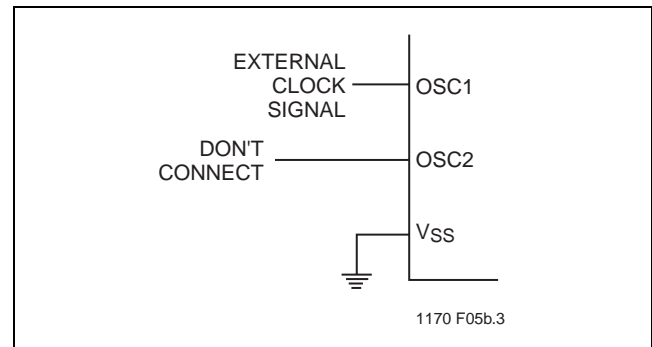 EXTERNAL
CLOCK
SIGNAL
OSC1
DON'T
CONNECT
OSC2
VSS
1170 F05b.3